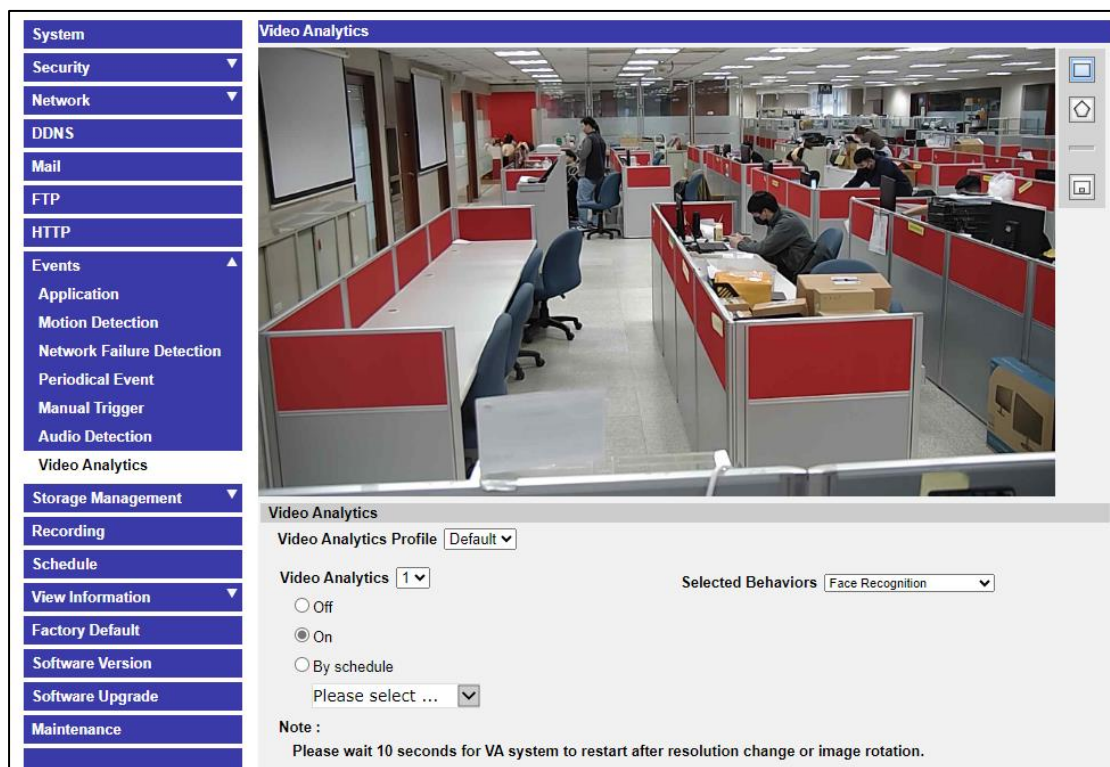 System
Security
Network
DDNS
Mail
FTP
HTTP
Events
Application
Motion Detection
Network Failure Detection
Periodical Event
Manual Trigger
Audio Detection
Video Analytics
Storage Management
Recording
Schedule
View Information
Factory Default
Software Version
Software Upgrade
Maintenance
Video Analytics
Video Analytics
Video Analytics Profile Default
Video Analytics 1
Selected Behaviors Face Recognition
Off
On
By schedule
Please select ...
Note :
Please wait 10 seconds for VA system to restart after resolution change or image rotation.